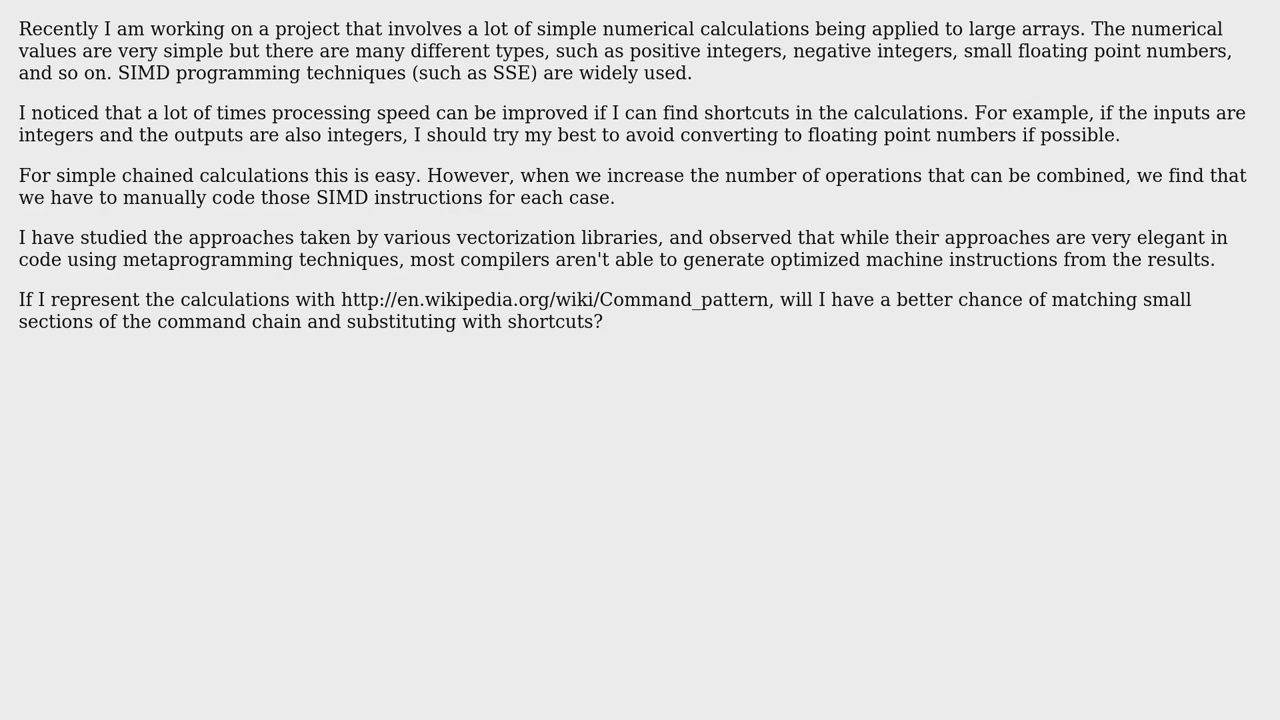 Recently I am working on a project that involves a lot of simple numerical calculations being applied to large arrays. The numerical
values are very simple but there are many different types, such as positive integers, negative integers, small floating point numbers,
and so on. SIMD programming techniques (such as SSE) are widely used.
I noticed that a lot of times processing speed can be improved if I can find shortcuts in the calculations. For example, if the inputs are
integers and the outputs are also integers, I should try my best to avoid converting to floating point numbers if possible.
For simple chained calculations this is easy. However, when we increase the number of operations that can be combined, we find that
we have to manually code those SIMD instructions for each case.
I have studied the approaches taken by various vectorization libraries, and observed that while their approaches are very elegant in
code using metaprogramming techniques, most compilers aren't able to generate optimized machine instructions from the results.
If I represent the calculations with http://en.wikipedia.org/wiki/Command_pattern, will I have a better chance of matching small
sections of the command chain and substituting with shortcuts?